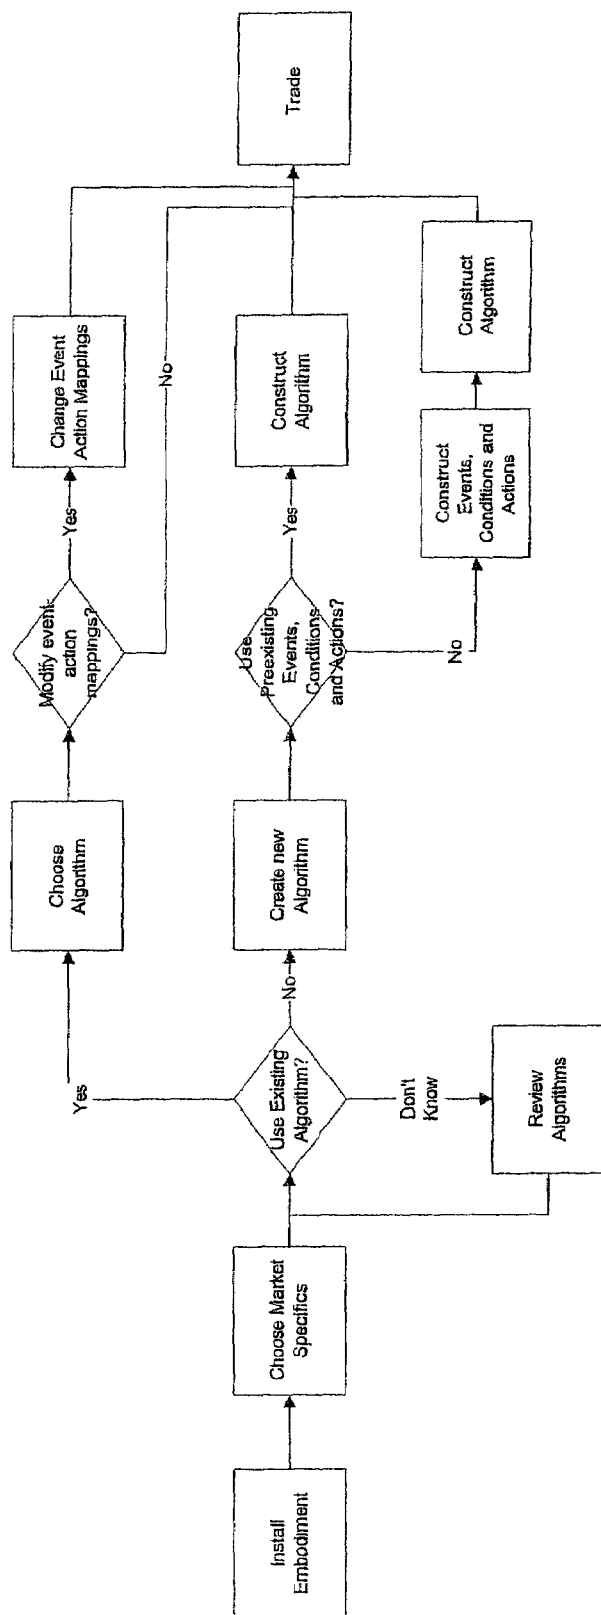 Install
Embodiment
Choose Market
Specifics
Use Existing
Algorithm?
Yes
No
Don't
Know
Review
Algorithms
Choose
Algorithm
Modify event-
action
mappings?
Yes
No
Change Event
Action Mappings
Create new
Algorithm
Use
Preexisting
Events,
Conditions
and Actions?
Yes
No
Construct
Algorithm
Construct
Events,
Conditions and
Actions
Construct
Algorithm
Trade